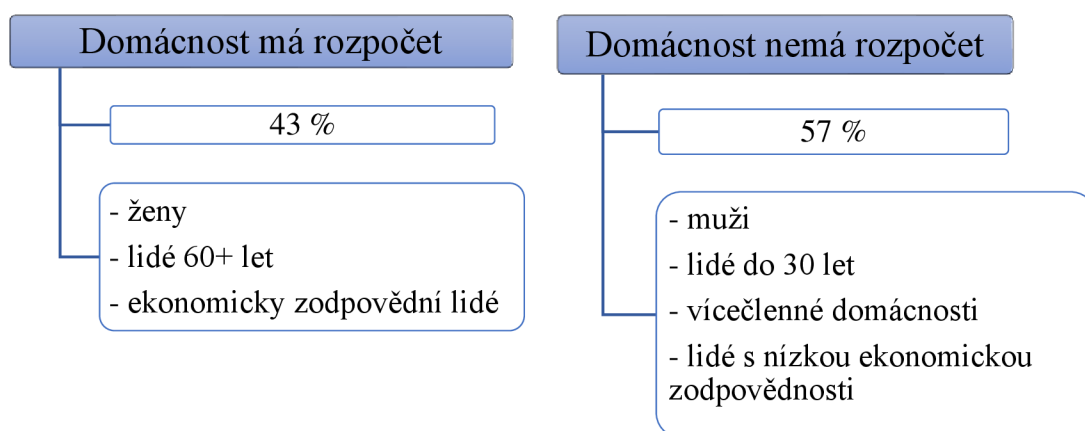 Domácnost má rozpočet
43 %
- ženy
- lidé 60+ let
- ekonomicky zodpovědní lidé
Domácnost nemá rozpočet
57 %
- muži
- lidé do 30 let
- vícečlenné domácnosti
- lidé s nízkou ekonomickou
zodpovědnosti